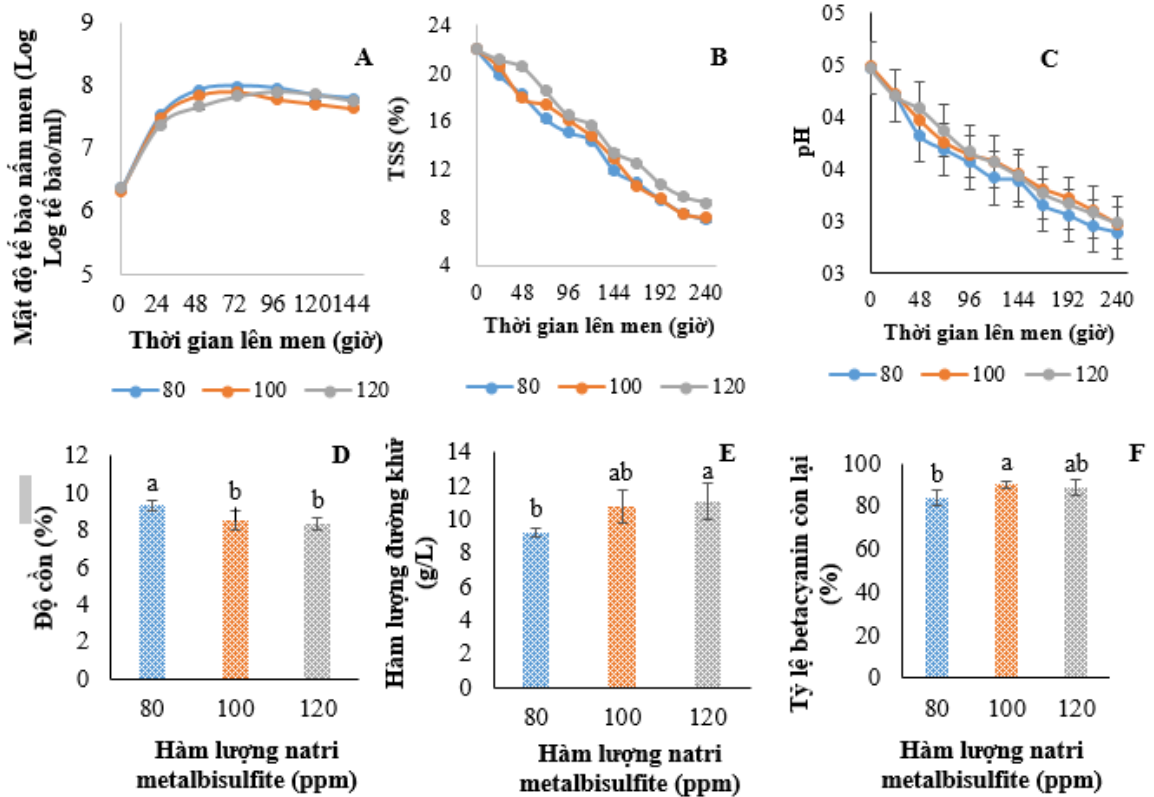 A
Mật độ tế bào nấm men (Log
Log tế bào/ml)
9
8
7
6
5
0 24 48 72 96 120 144
Thời gian lên men (giờ)
80 100 120
B
TSS (%)
24
20
16
12
8
4
0 48 96 144 192 240
Thời gian lên men (giờ)
80 100 120
C
pH
05
05
04
04
03
03
0 48 96 144 192 240
Thời gian lên men (giờ)
80 100 120
D
Độ cồn (%)
12
10
8
6
4
2
0
a b b
80 100 120
Hàm lượng natri
metalbisulfite (ppm)
E
Hàm lượng đường khử
(g/L)
14
12
10
8
6
4
2
0
b ab a
80 100 120
Hàm lượng natri
metalbisulfite (ppm)
F
Tỷ lệ betacyanin còn lại
(%)
100
80
60
40
20
0
b a ab
80 100 120
Hàm lượng natri
metalbisulfite (ppm)